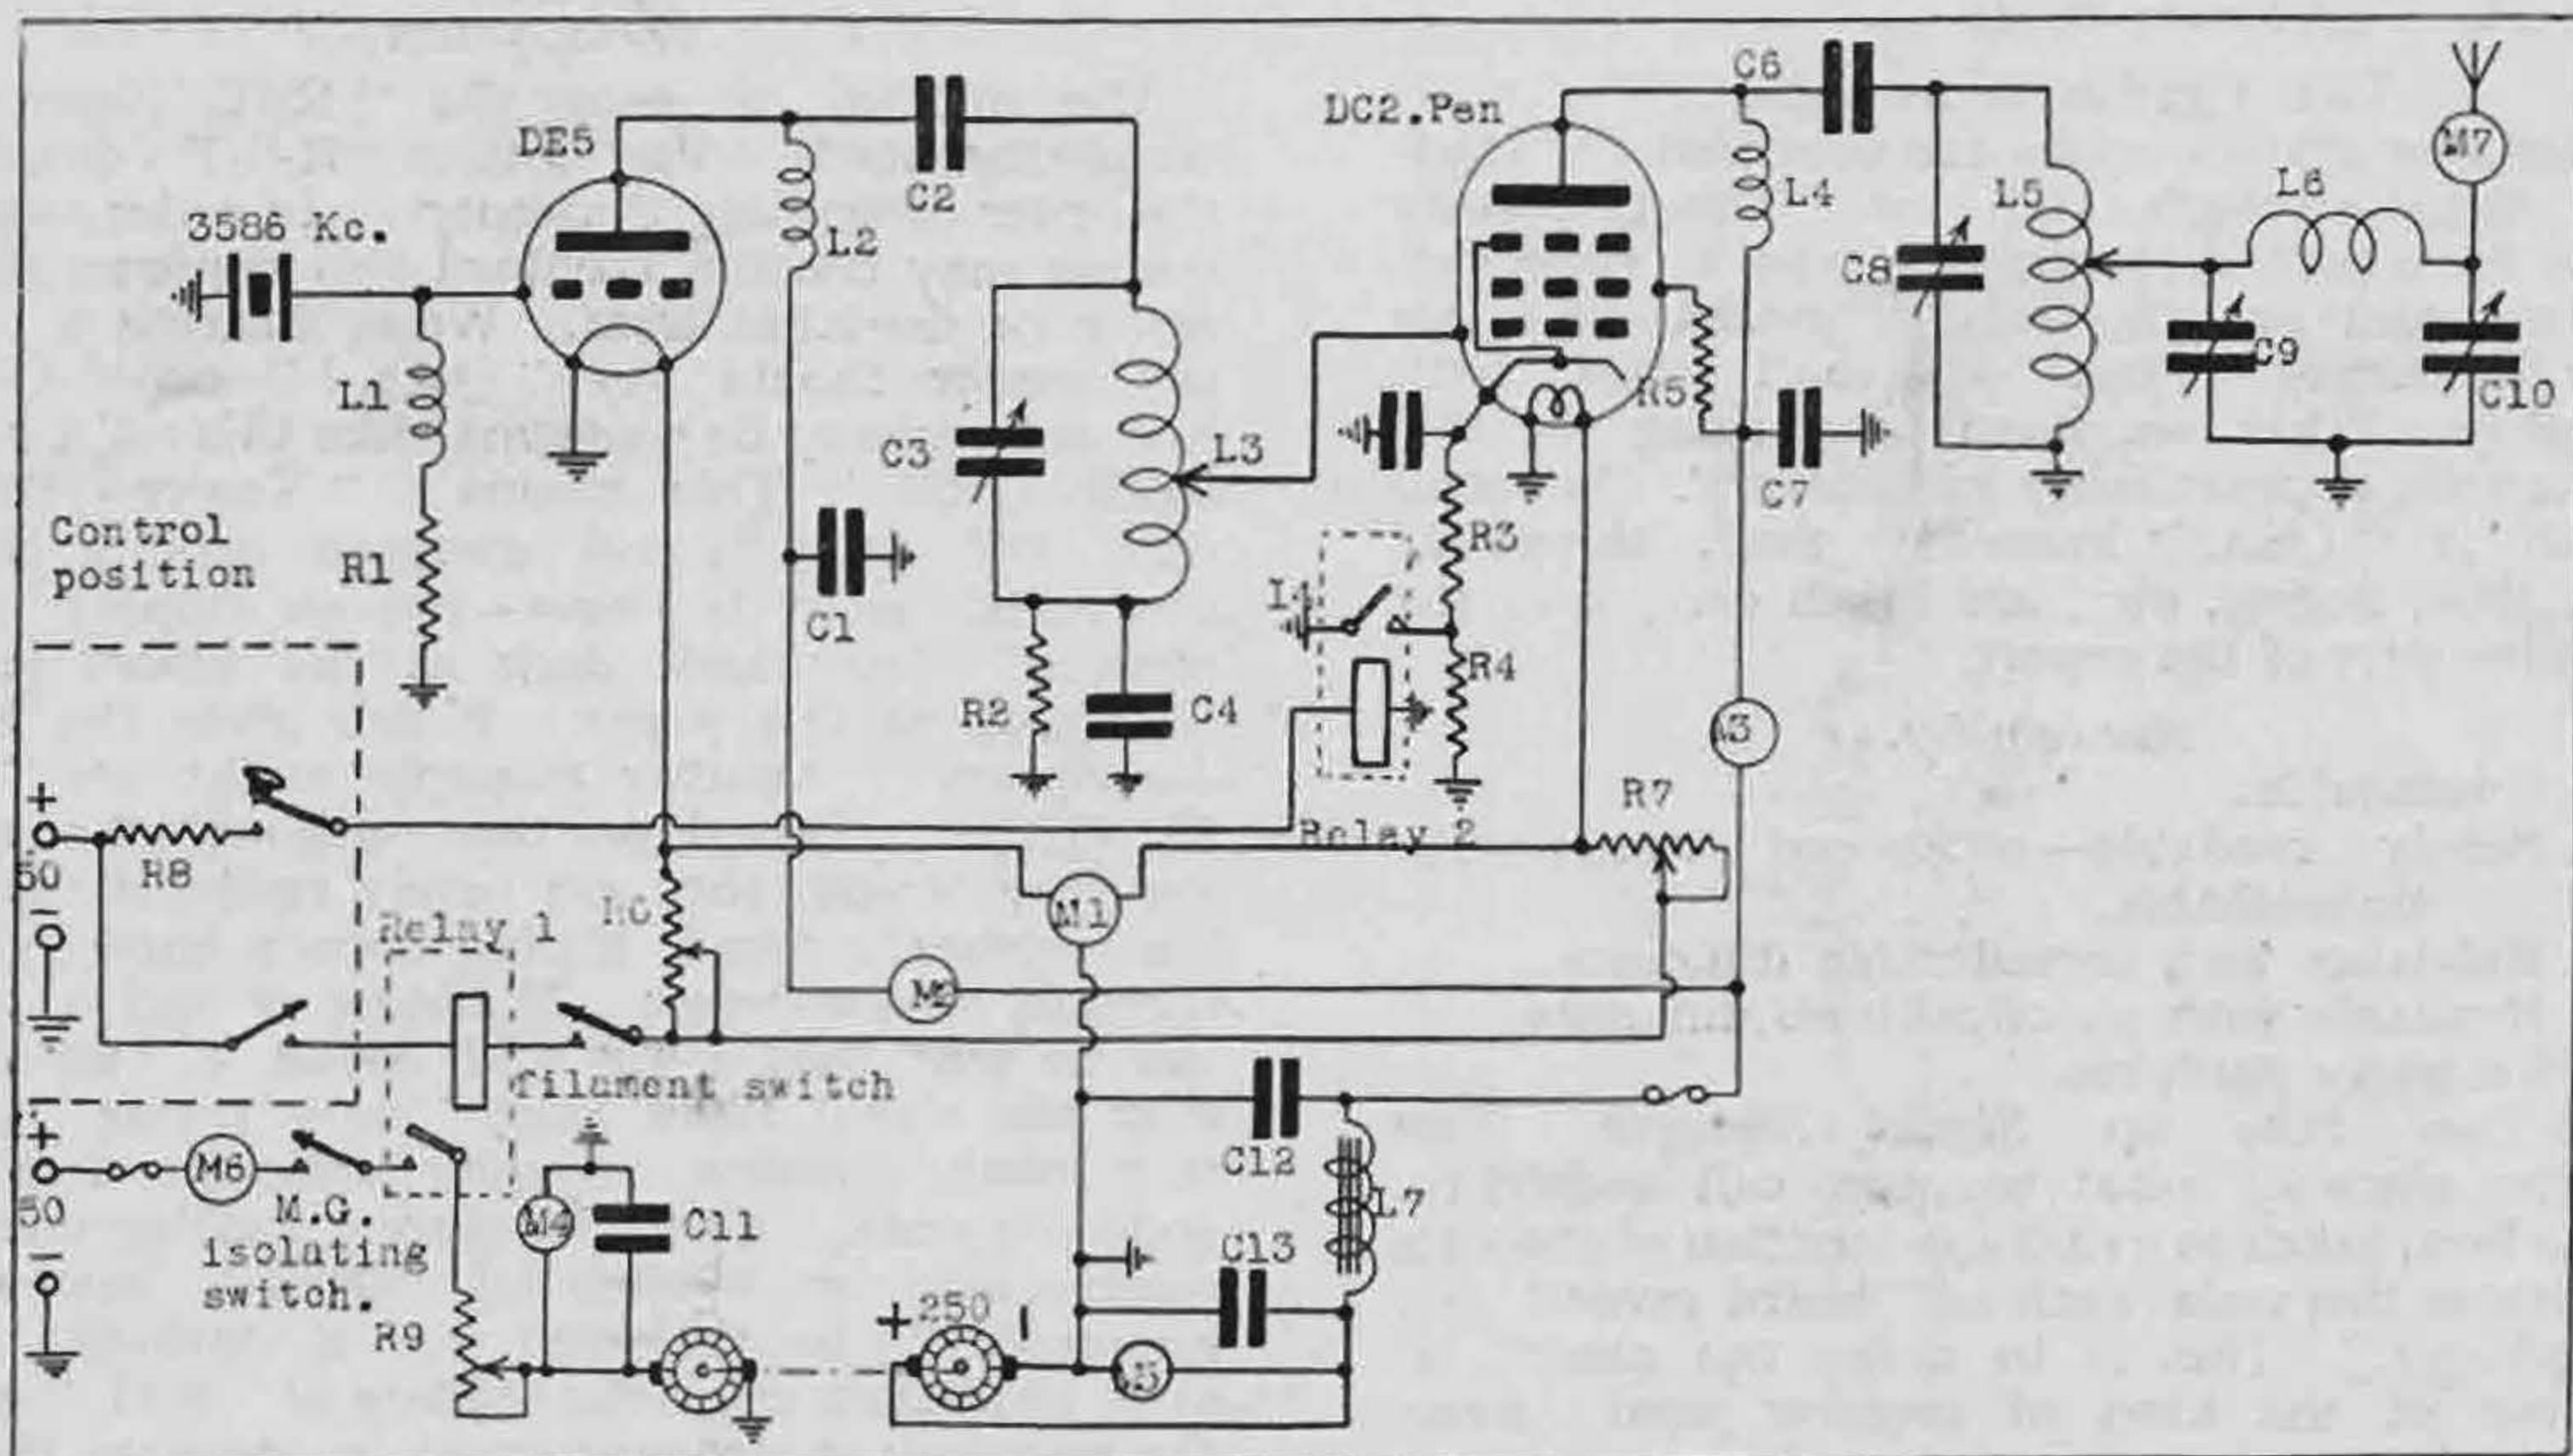 C6
DC2.Pen
M7
DE5
C2
3586 Kc.
L2
L4
L5
L6
C8
C9
C10
L1
R5
C3
L3
C7
Control
position
R1
C1
R3
R2
C4
R4
M3
+
R7
Relay 2
50
R8
-
Relay 1
R6
M1
M2
filament switch
+
M6
C12
50
M.G.
isolating
switch.
-
M4
C11
L7
C13
R9
+ 250 -
M5